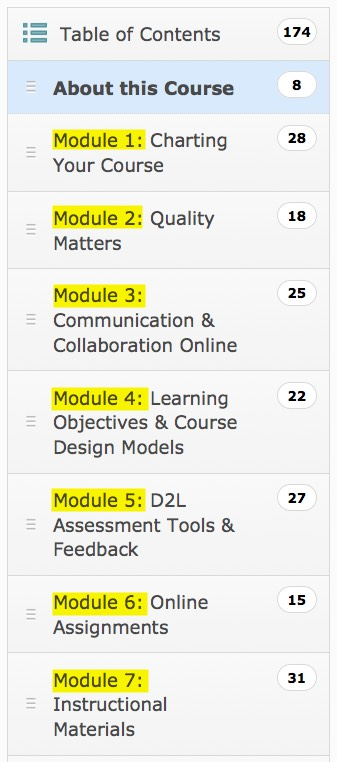 Table of Contents 174
About this Course 8
Module 1: Charting 28
Your Course
Module 2: Quality 18
Matters
Module 3: 25
Communication &
Collaboration Online
Module 4: Learning 22
Objectives & Course
Design Models
Module 5: D2L 27
Assessment Tools &
Feedback
Module 6: Online 15
Assignments
Module 7: 31
Instructional
Materials